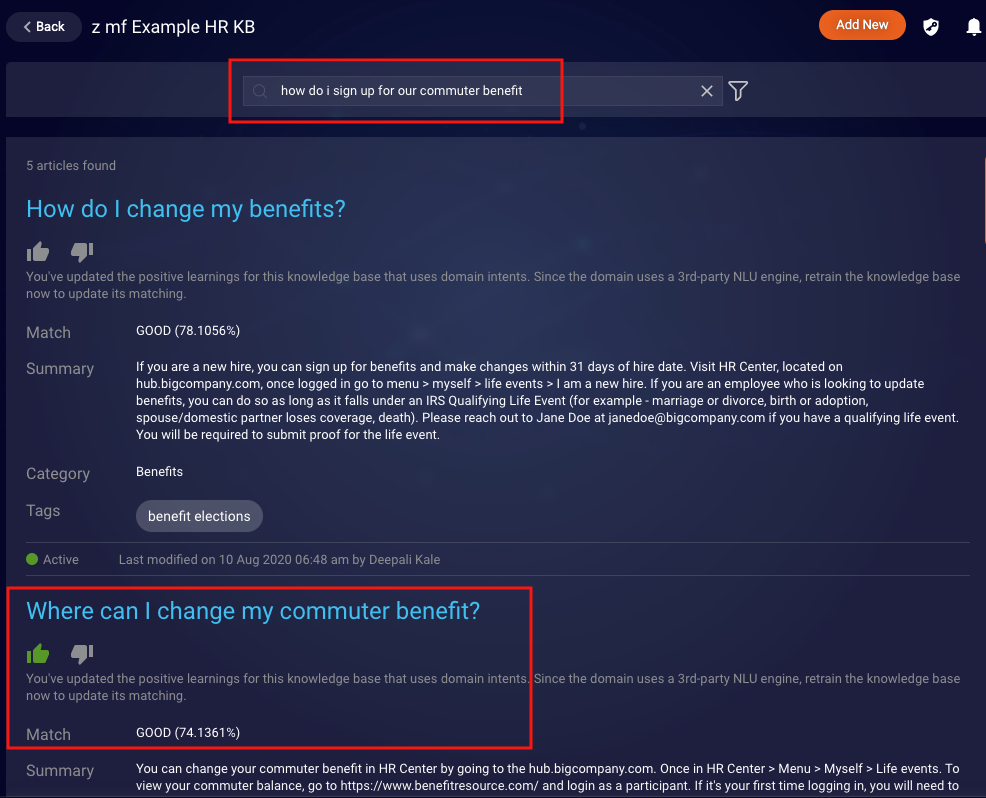 Back
z mf Example HR KB
Add New
how do i sign up for our commuter benefit
5 articles found
How do I change my benefits?
You've updated the positive learnings for this knowledge base that uses domain intents. Since the domain uses a 3rd-party NLU engine, retrain the knowledge base
now to update its matching.
Match GOOD (78.1056%)
Summary If you are a new hire, you can sign up for benefits and make changes within 31 days of hire date. Visit HR Center, located on
hub.bigcompany.com, once logged in go to menu > myself > life events > I am a new hire. If you are an employee who is looking to update
benefits, you can do so as long as it falls under an IRS Qualifying Life Event (for example - marriage or divorce, birth or adoption,
spouse/domestic partner loses coverage, death). Please reach out to Jane Doe at janedoe@bigcompany.com if you have a qualifying life event.
You will be required to submit proof for the life event.
Category Benefits
Tags benefit elections
Active Last modified on 10 Aug 2020 06:48 am by Deepali Kale
Where can I change my commuter benefit?
You've updated the positive learnings for this knowledge base that uses domain intents. Since the domain uses a 3rd-party NLU engine, retrain the knowledge base
now to update its matching.
Match GOOD (74.1361%)
Summary You can change your commuter benefit in HR Center by going to the hub.bigcompany.com. Once in HR Center > Menu > Myself > Life events. To
view your commuter balance, go to https://www.benefitresource.com/ and login as a participant. If it's your first time logging in, you will need to